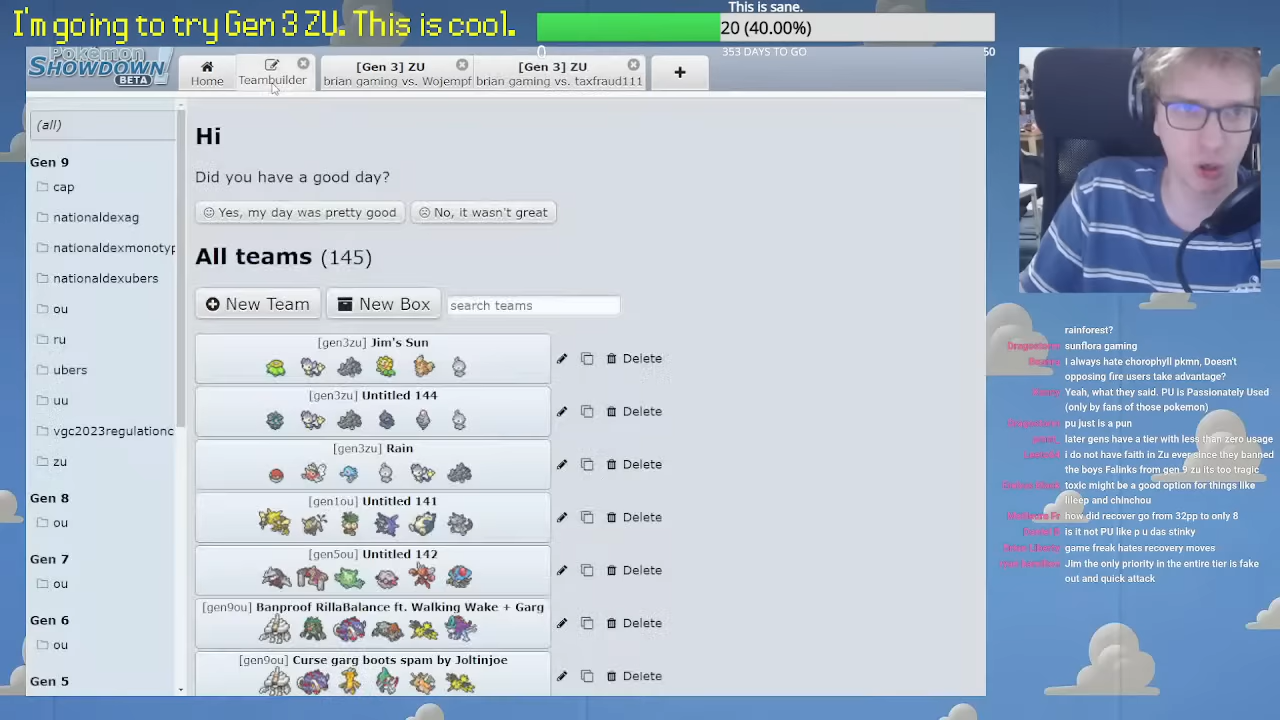 I'm going to try Gen 3 ZU. This is cool.
This is sane.
20 (40.00%)
0
353 DAYS TO GO
50
Pokémon
SHOWDOWN!
BETA
Home
Teambuilder
[Gen 3] ZU
brian gaming vs. Wojempf
[Gen 3] ZU
brian gaming vs. taxfraud111
(all)
Gen 9
cap
nationaldexag
nationaldexmonotyp
nationaldexubers
ou
ru
ubers
uu
vgc2023regulationc
zu
Gen 8
ou
Gen 7
ou
Gen 6
ou
Gen 5
Hi
Did you have a good day?
Yes, my day was pretty good
No, it wasn't great
All teams (145)
New Team
New Box
search teams
[gen3zu] Jim's Sun
Delete
[gen3zu] Untitled 144
Delete
[gen3zu] Rain
Delete
[gen1ou] Untitled 141
Delete
[gen5ou] Untitled 142
Delete
[gen9ou] Banproof RillaBalance ft. Walking Wake + Garg
Delete
[gen9ou] Curse garg boots spam by Joltinjoe
Delete
rainforest?
sunflora gaming
I always hate chorophyll pkmn, Doesn't
opposing fire users take advantage?
Yeah, what they said. PU is Passionately Used
(only by fans of those pokemon)
pu just is a pun
later gens have a tier with less than zero usage
i do not have faith in Zu ever since they banned
the boys Falinks from gen 9 zu its too tragic
toxic might be a good option for things like
lileep and chinchou
how did recover go from 32pp to only 8
is it not PU like p u das stinky
game freak hates recovery moves
Jim the only priority in the entire tier is fake
out and quick attack